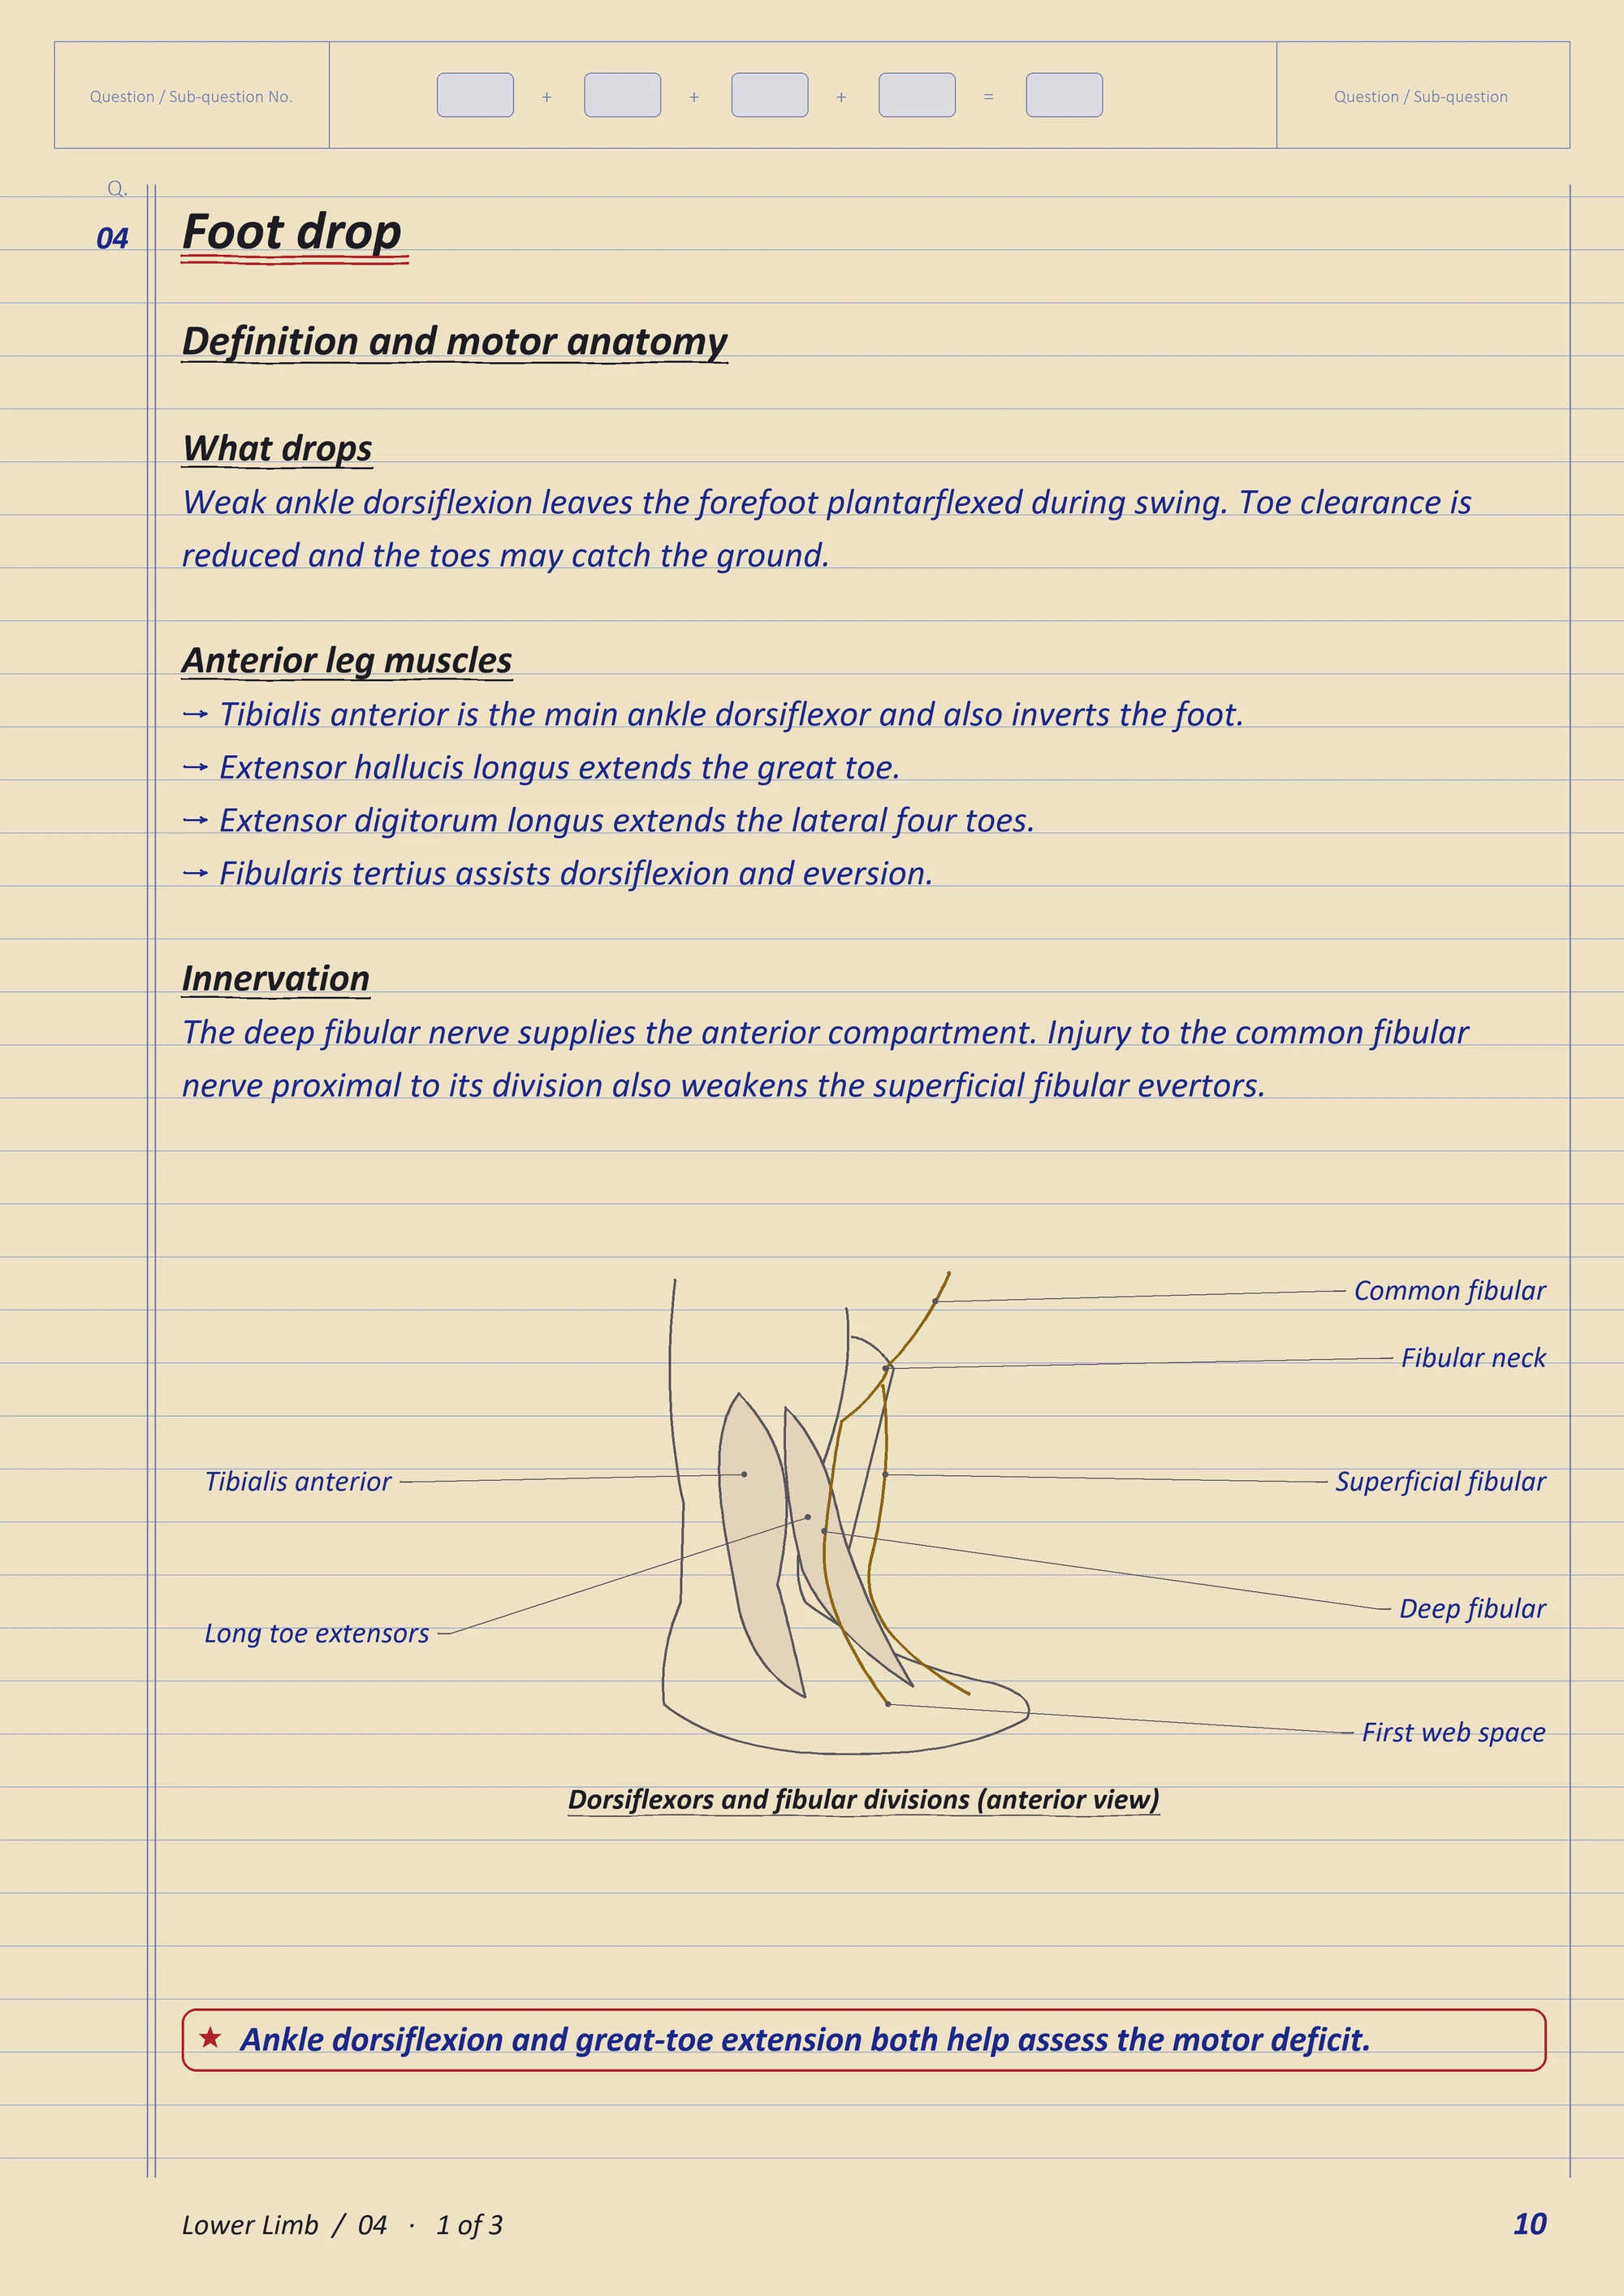 Question / Sub-question No.
+ + + =
Question / Sub-question
Q.
04
Foot drop
Definition and motor anatomy
What drops
Weak ankle dorsiflexion leaves the forefoot plantarflexed during swing. Toe clearance is
reduced and the toes may catch the ground.
Anterior leg muscles
→ Tibialis anterior is the main ankle dorsiflexor and also inverts the foot.
→ Extensor hallucis longus extends the great toe.
→ Extensor digitorum longus extends the lateral four toes.
→ Fibularis tertius assists dorsiflexion and eversion.
Innervation
The deep fibular nerve supplies the anterior compartment. Injury to the common fibular
nerve proximal to its division also weakens the superficial fibular evertors.
Common fibular
Fibular neck
Tibialis anterior
Superficial fibular
Deep fibular
Long toe extensors
First web space
Dorsiflexors and fibular divisions (anterior view)
★ Ankle dorsiflexion and great-toe extension both help assess the motor deficit.
Lower Limb / 04 · 1 of 3
10